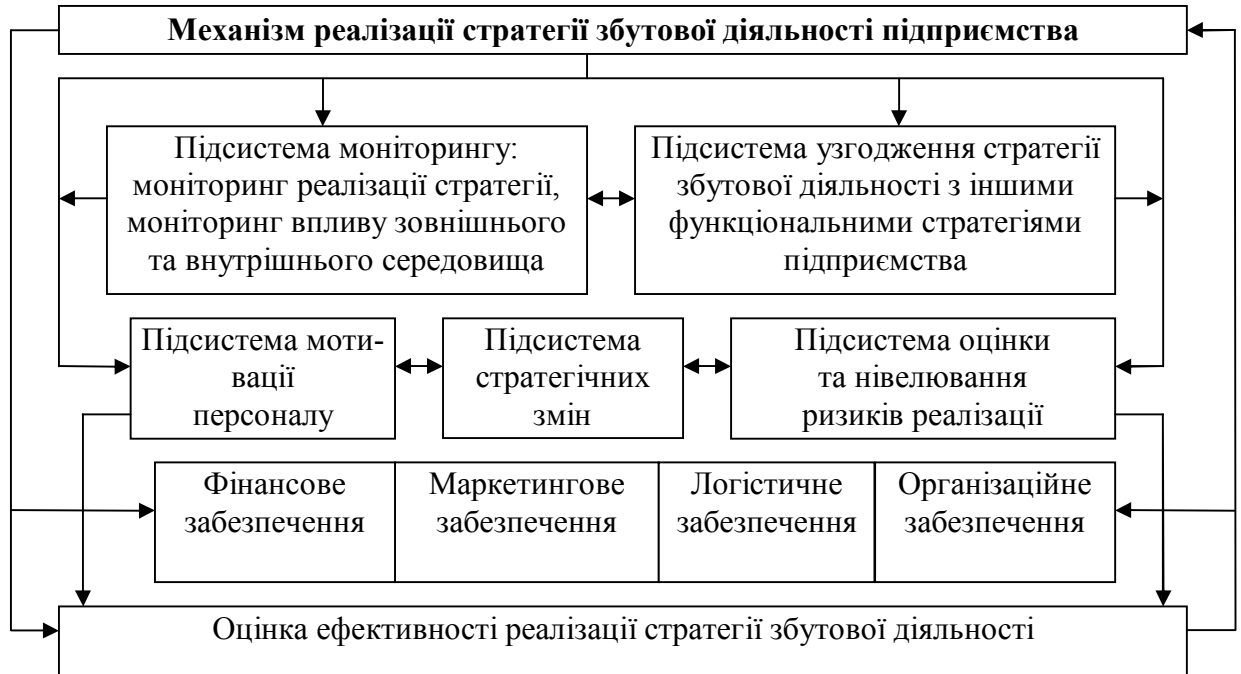 Механізм реалізації стратегії збутової діяльності підприємства
Підсистема моніторингу:
моніторинг реалізації стратегії,
моніторинг впливу зовнішнього
та внутрішнього середовища
Підсистема узгодження стратегії
збутової діяльності з іншими
функціональними стратегіями
підприємства
Підсистема моти-
вації
персоналу
Підсистема
стратегічних
змін
Підсистема оцінки
та нівелювання
ризиків реалізації
Фінансове
забезпечення
Маркетингове
забезпечення
Логістичне
забезпечення
Організаційне
забезпечення
Оцінка ефективності реалізації стратегії збутової діяльності